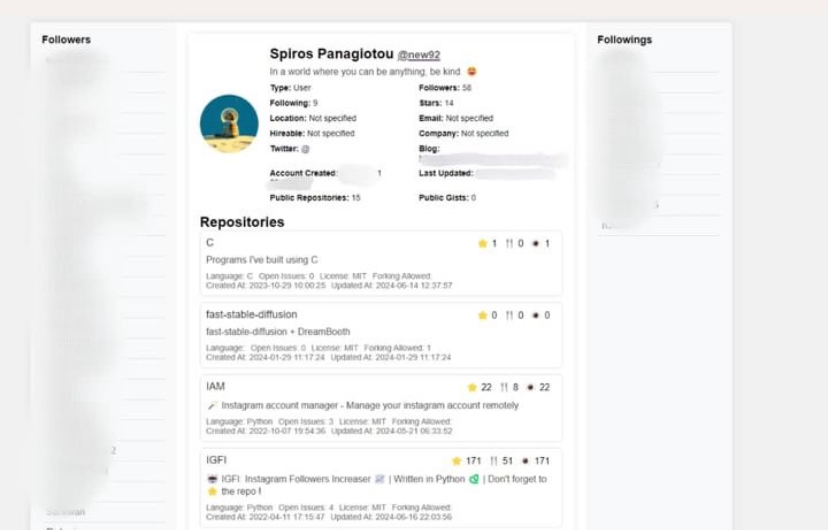 Followers
Spiros Panagiotou @new92
In a world where you can be anything, be kind 
Type: User
Followers: 58
Following: 9
Stars: 14
Location: Not specified
Email: Not specified
Hireable: Not specified
Company: Not specified
Twitter: @
Blog:
Account Created: 1
Last Updated:
Public Repositories: 15
Public Gists: 0
Repositories
C
⭐ 1 🍴 0 👁 1
Programs I've built using C
Language: C Open Issues: 0 License: MIT Forking Allowed:
Created At: 2023-10-29 10:00:25 Updated At: 2024-06-14 12:37:57
fast-stable-diffusion
⭐ 0 🍴 0 👁 0
fast-stable-diffusion + DreamBooth
Language: Open Issues: 0 License: MIT Forking Allowed: 1
Created At: 2024-01-29 11:17:24 Updated At: 2024-01-29 11:17:24
IAM
⭐ 22 🍴 8 👁 22
Instagram account manager - Manage your instagram account remotely
Language: Python Open Issues: 3 License: MIT Forking Allowed:
Created At: 2022-10-07 19:54:36 Updated At: 2024-05-21 06:33:52
IGFI
⭐ 171 🍴 51 👁 171
IGFI: Instagram Followers Increaser | Written in Python | Don't forget to
⭐ the repo !
Language: Python Open Issues: 4 License: MIT Forking Allowed:
Created At: 2022-04-11 17:15:47 Updated At: 2024-06-16 22:03:56
Followings